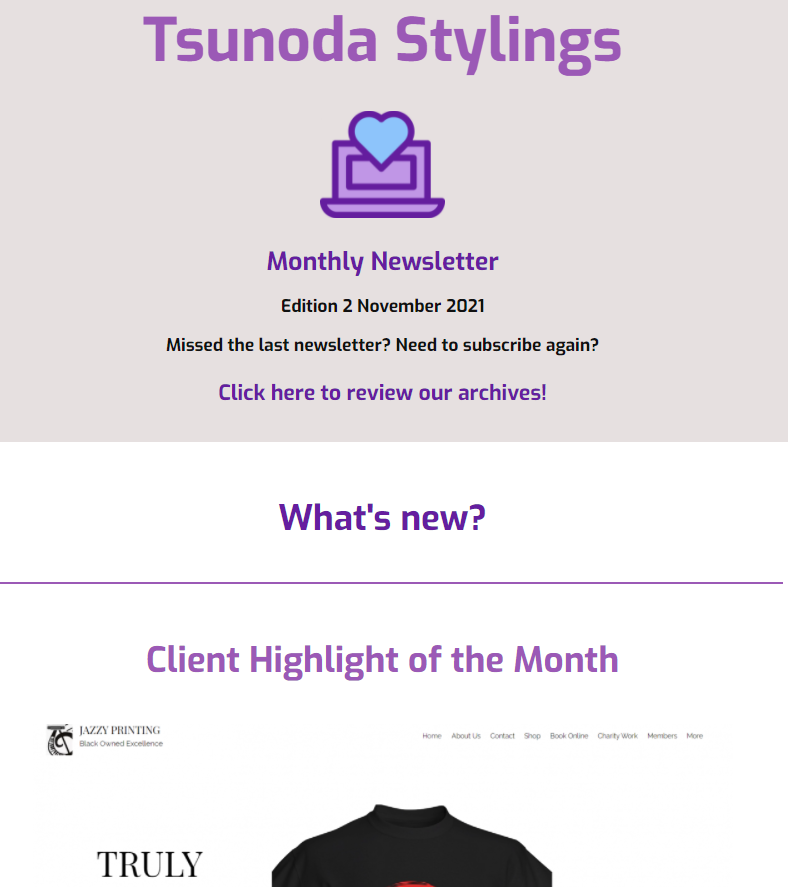 Tsunoda Stylings
Monthly Newsletter
Edition 2 November 2021
Missed the last newsletter? Need to subscribe again?
Click here to review our archives!
What's new?
Client Highlight of the Month
JAZZY PRINTING
Black Owned Excellence
Home About Us Contact Shop Book Online Charity Work Members More
TRULY